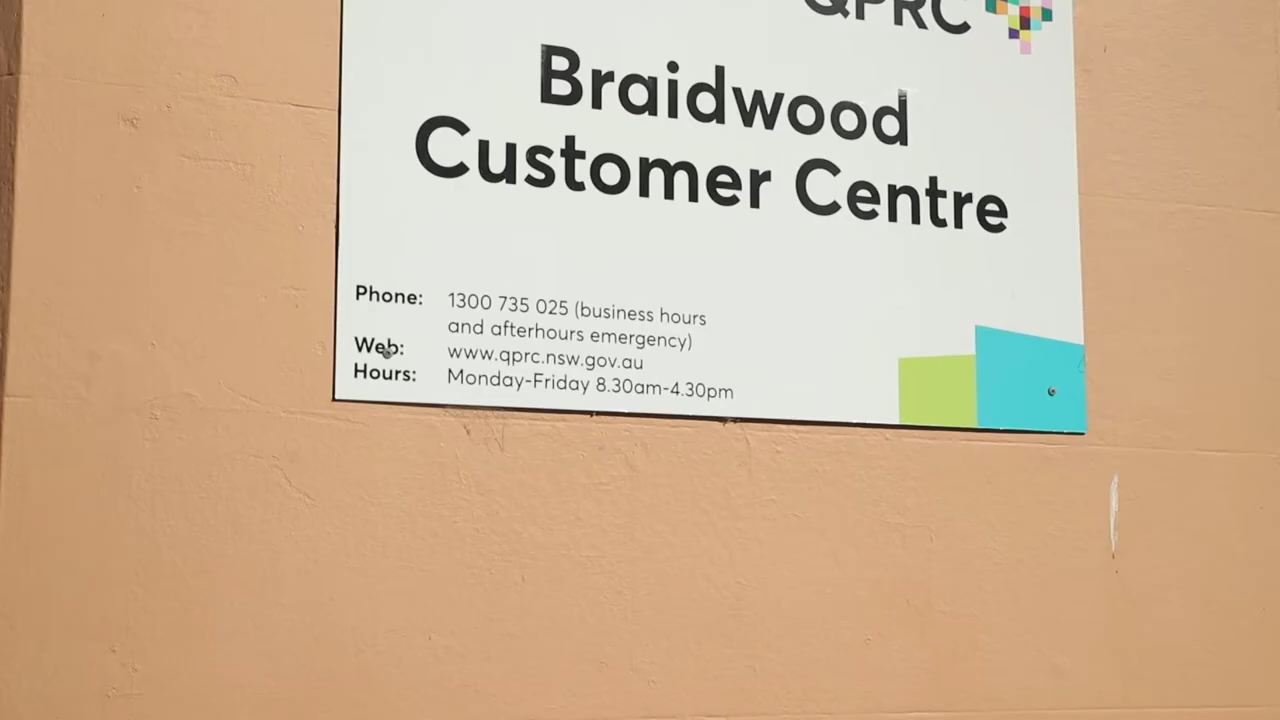 QPRC
Braidwood
Customer Centre
Phone: 1300 735 025 (business hours
and afterhours emergency)
Web: www.qprc.nsw.gov.au
Hours: Monday-Friday 8.30am-4.30pm